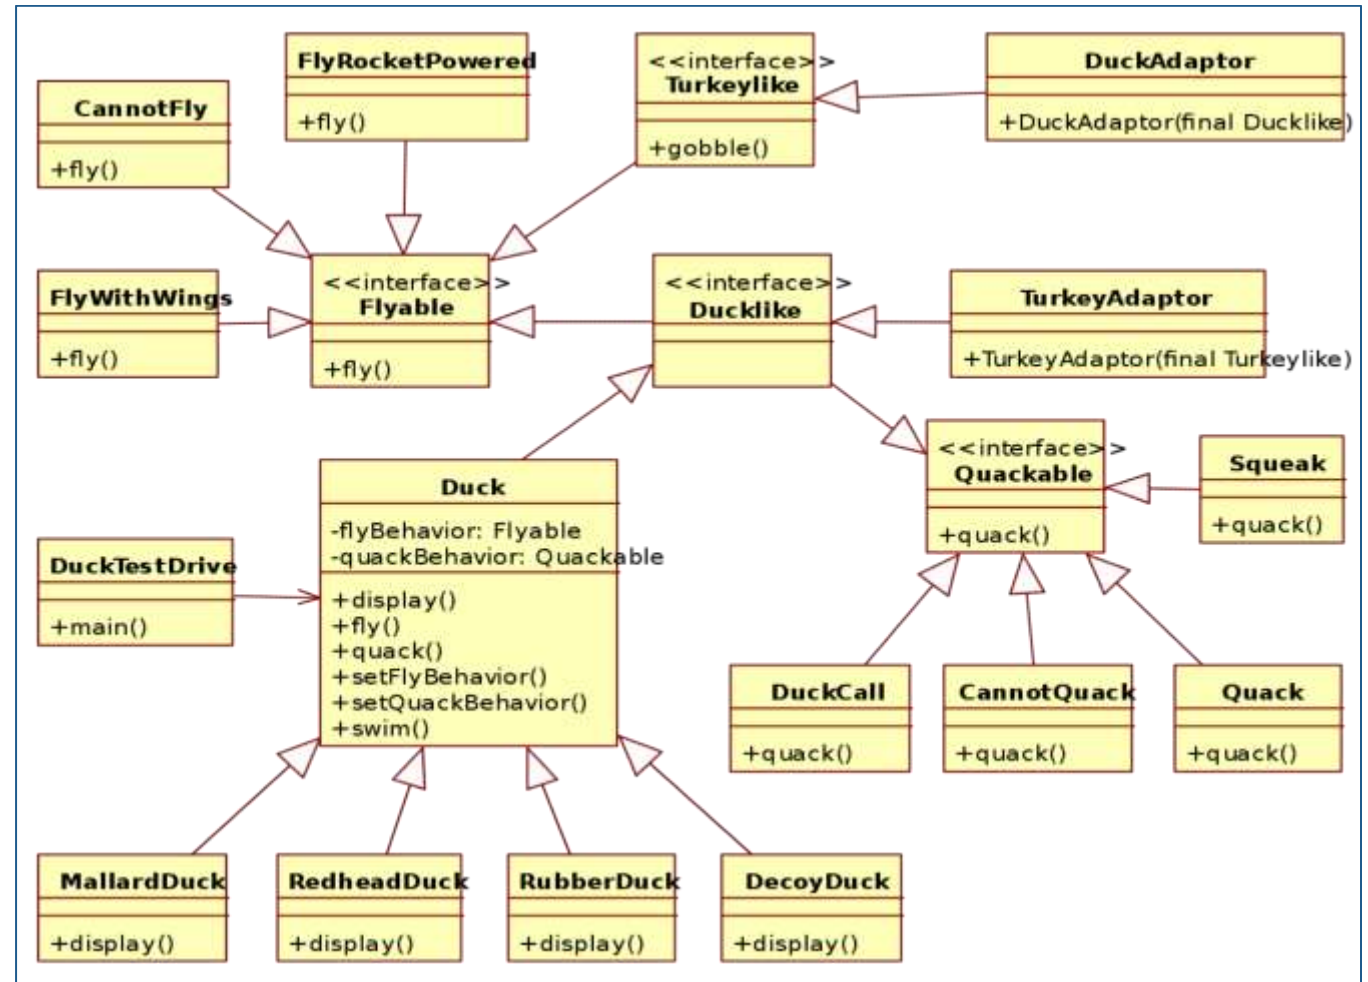 FlyRocketPowered
+fly()
<<interface>>
Turkeylike
+gobble()
DuckAdaptor
+DuckAdaptor(final Ducklike)
CannotFly
+fly()
FlyWithWings
+fly()
<<interface>>
Flyable
+fly()
<<interface>>
Ducklike
TurkeyAdaptor
+TurkeyAdaptor(final Turkeylike)
<<interface>>
Quackable
+quack()
Squeak
+quack()
Duck
-flyBehavior: Flyable
-quackBehavior: Quackable
+display()
+fly()
+quack()
+setFlyBehavior()
+setQuackBehavior()
+swim()
DuckTestDrive
+main()
DuckCall
+quack()
CannotQuack
+quack()
Quack
+quack()
MallardDuck
+display()
RedheadDuck
+display()
RubberDuck
+display()
DecoyDuck
+display()